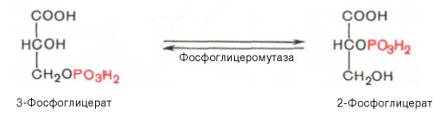 COOH
HCOH
CH₂OPO₃H₂
3-Фосфоглицерат
Фосфоглицеромутаза
COOH
HCOPO₃H₂
CH₂OH
2-Фосфоглицерат